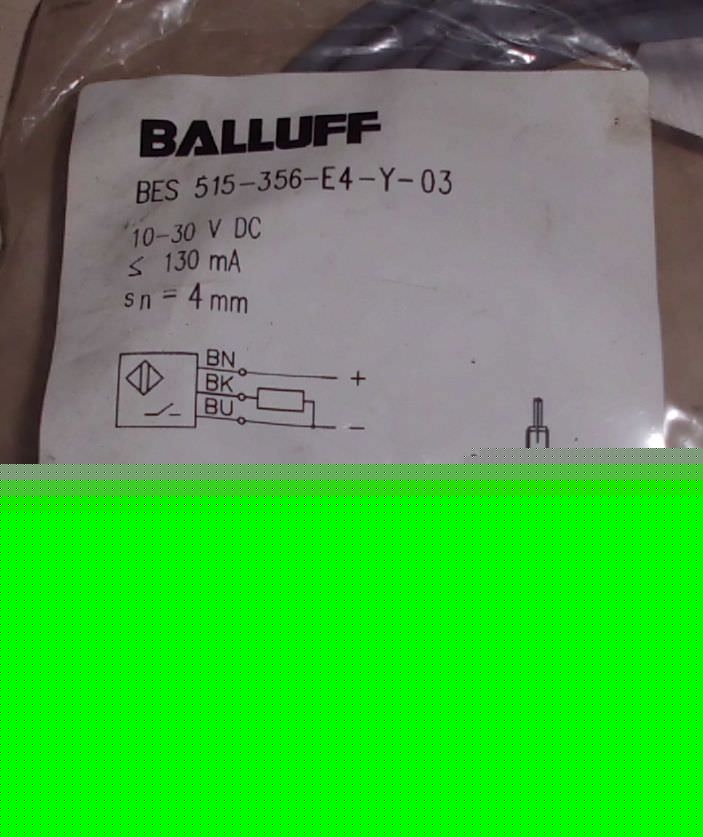 BALLUFF
BES 515-356-E4-Y-03
10-30 V DC
≤ 130 mA
sn = 4 mm
BN +
BK
BU −